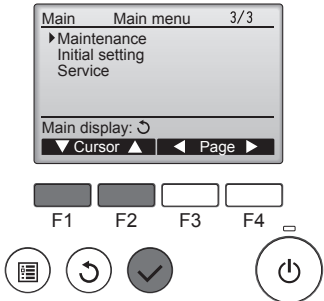 Main Main menu 3/3
▶Maintenance
Initial setting
Service
Main display: ↺
▼ Cursor ▲ ◀ Page ▶
F1 F2 F3 F4